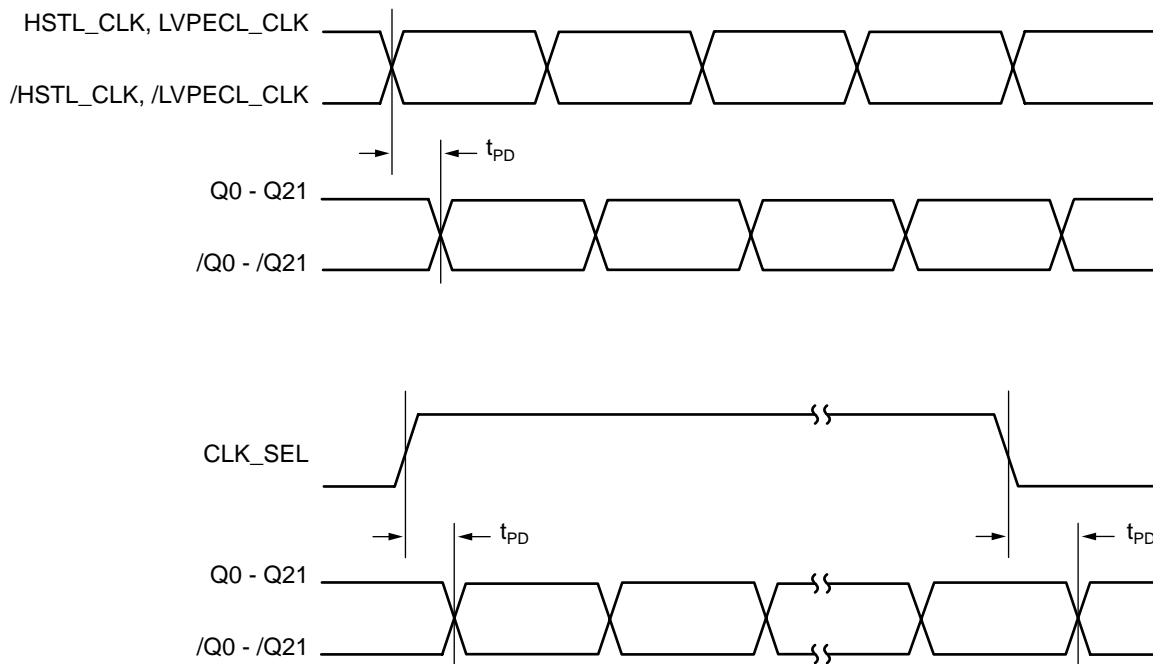 HSTL_CLK, LVPECL_CLK
/HSTL_CLK, /LVPECL_CLK
tPD
Q0 - Q21
/Q0 - /Q21
CLK_SEL
tPD
tPD
Q0 - Q21
/Q0 - /Q21